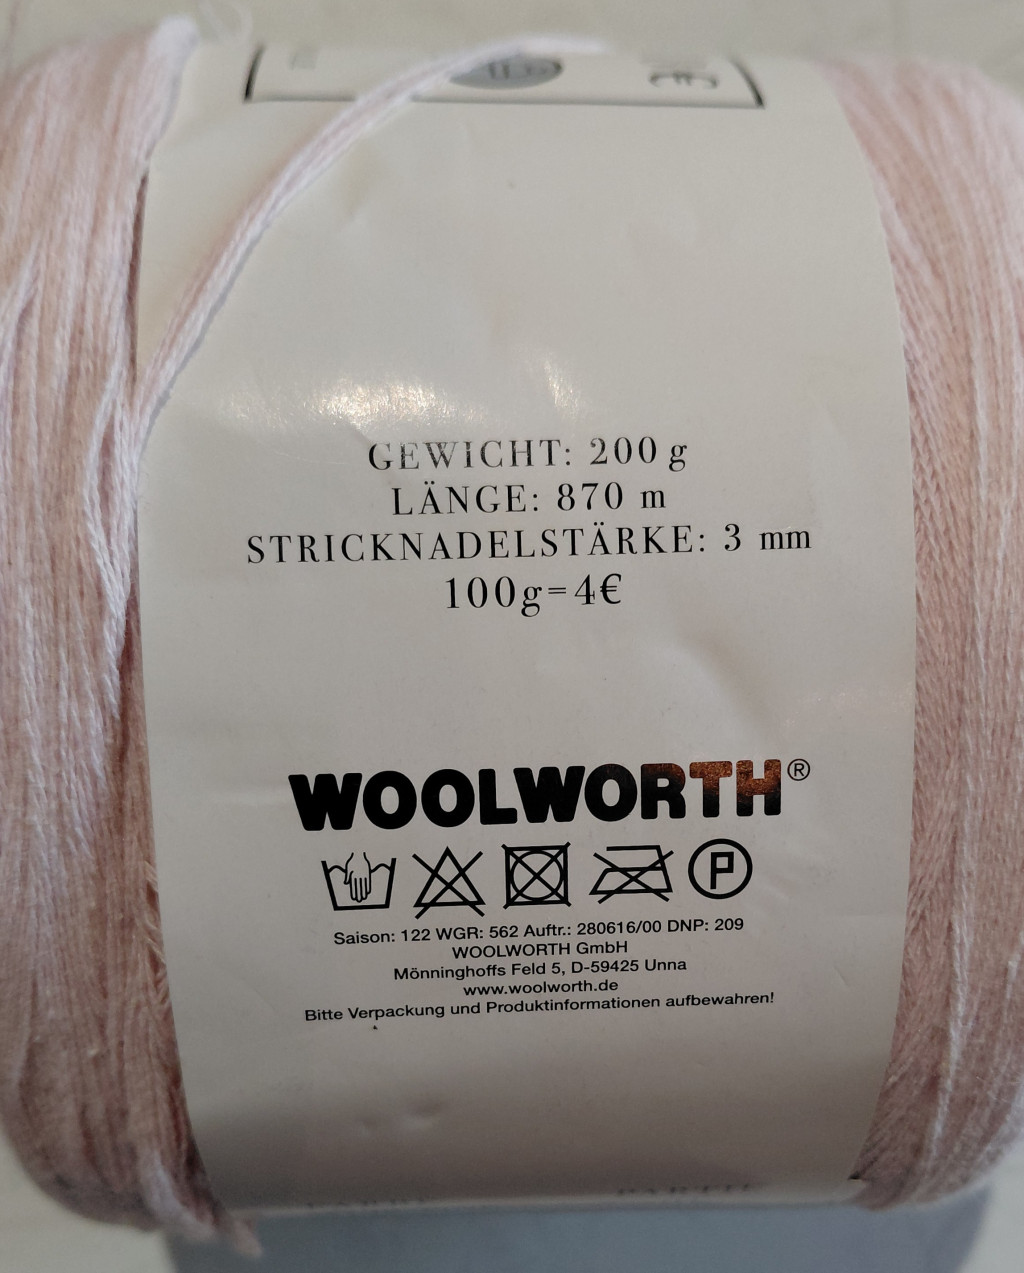 GEWICHT: 200 g
LÄNGE: 870 m
STRICKNADELSTÄRKE: 3 mm
100g=4€
WOOLWORTH®
P
Saison: 122 WGR: 562 Auftr.: 280616/00 DNP: 209
WOOLWORTH GmbH
Mönninghoffs Feld 5, D-59425 Unna
www.woolworth.de
Bitte Verpackung und Produktinformationen aufbewahren!